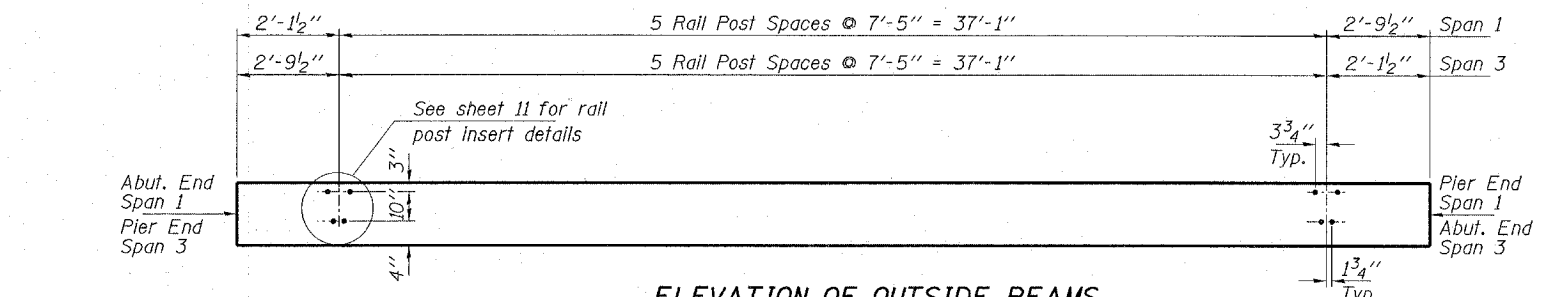 2'-1½" 5 Rail Post Spaces @ 7'-5" = 37'-1" 2'-9½" Span 1
2'-9½" 5 Rail Post Spaces @ 7'-5" = 37'-1" 2'-1½" Span 3
See sheet 11 for rail
post insert details
3"
10"
4"
3¾"
Typ.
Abut. End
Span 1
Pier End
Span 3
Pier End
Span 1
Abut. End
Span 3
1¾"
Typ.
ELEVATION OF OUTSIDE BEAMS